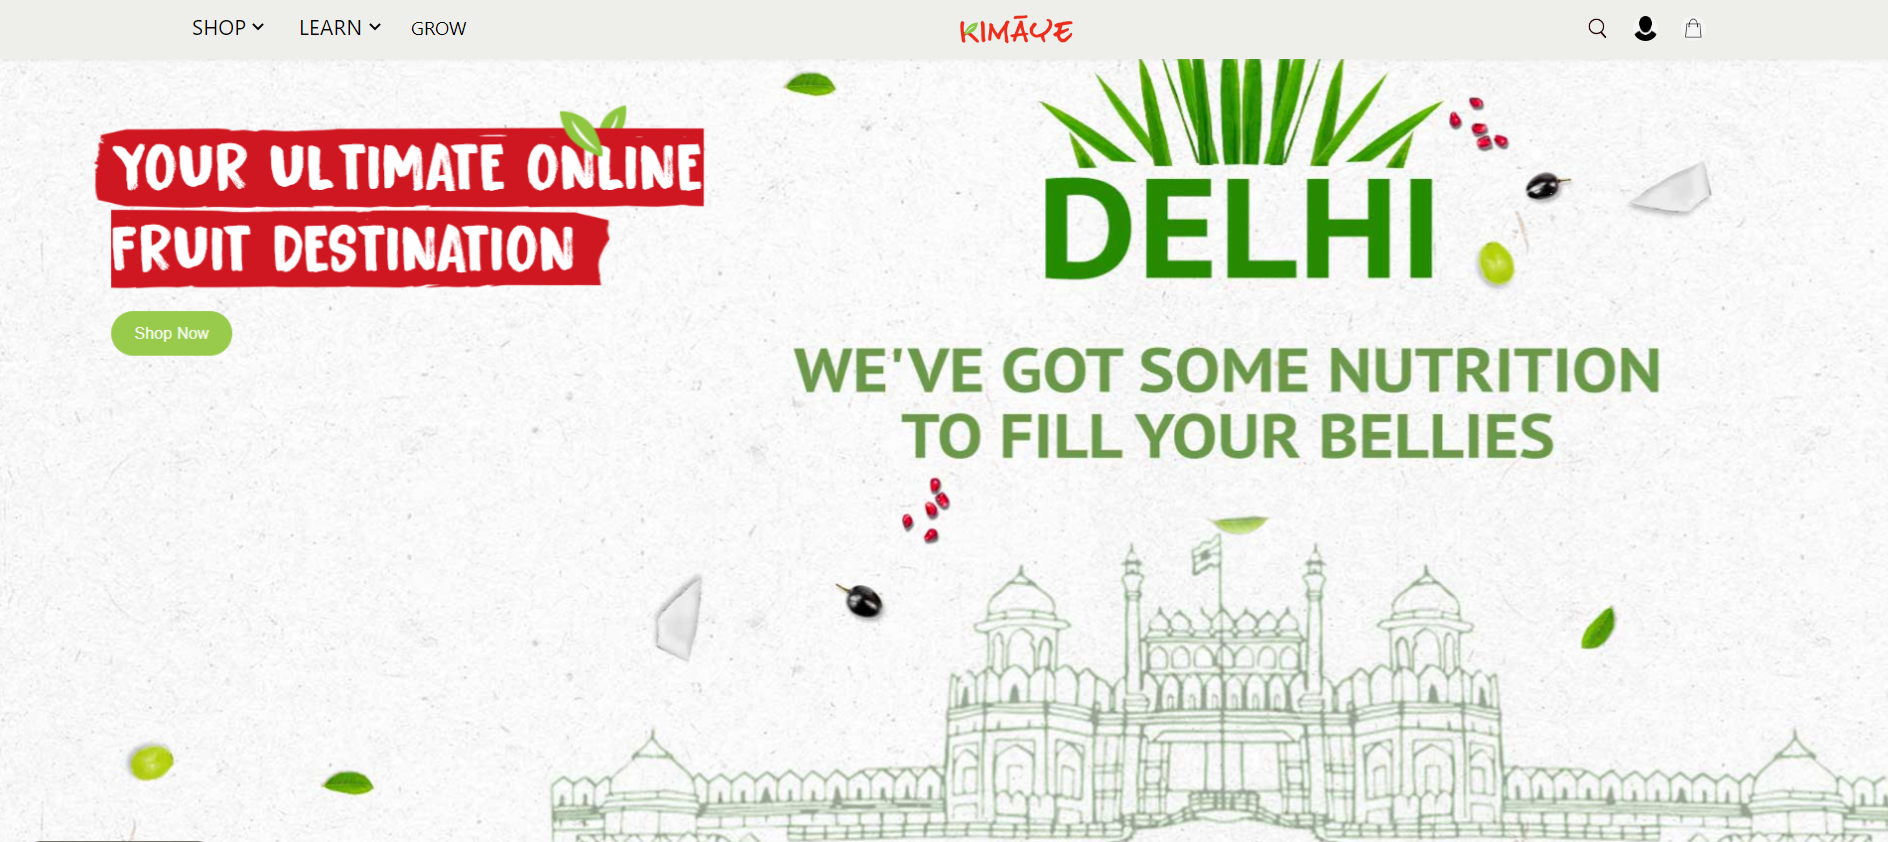 SHOP
LEARN
GROW
KIMĀYE
YOUR ULTIMATE ONLINE
FRUIT DESTINATION
Shop Now
DELHI
WE'VE GOT SOME NUTRITION
TO FILL YOUR BELLIES